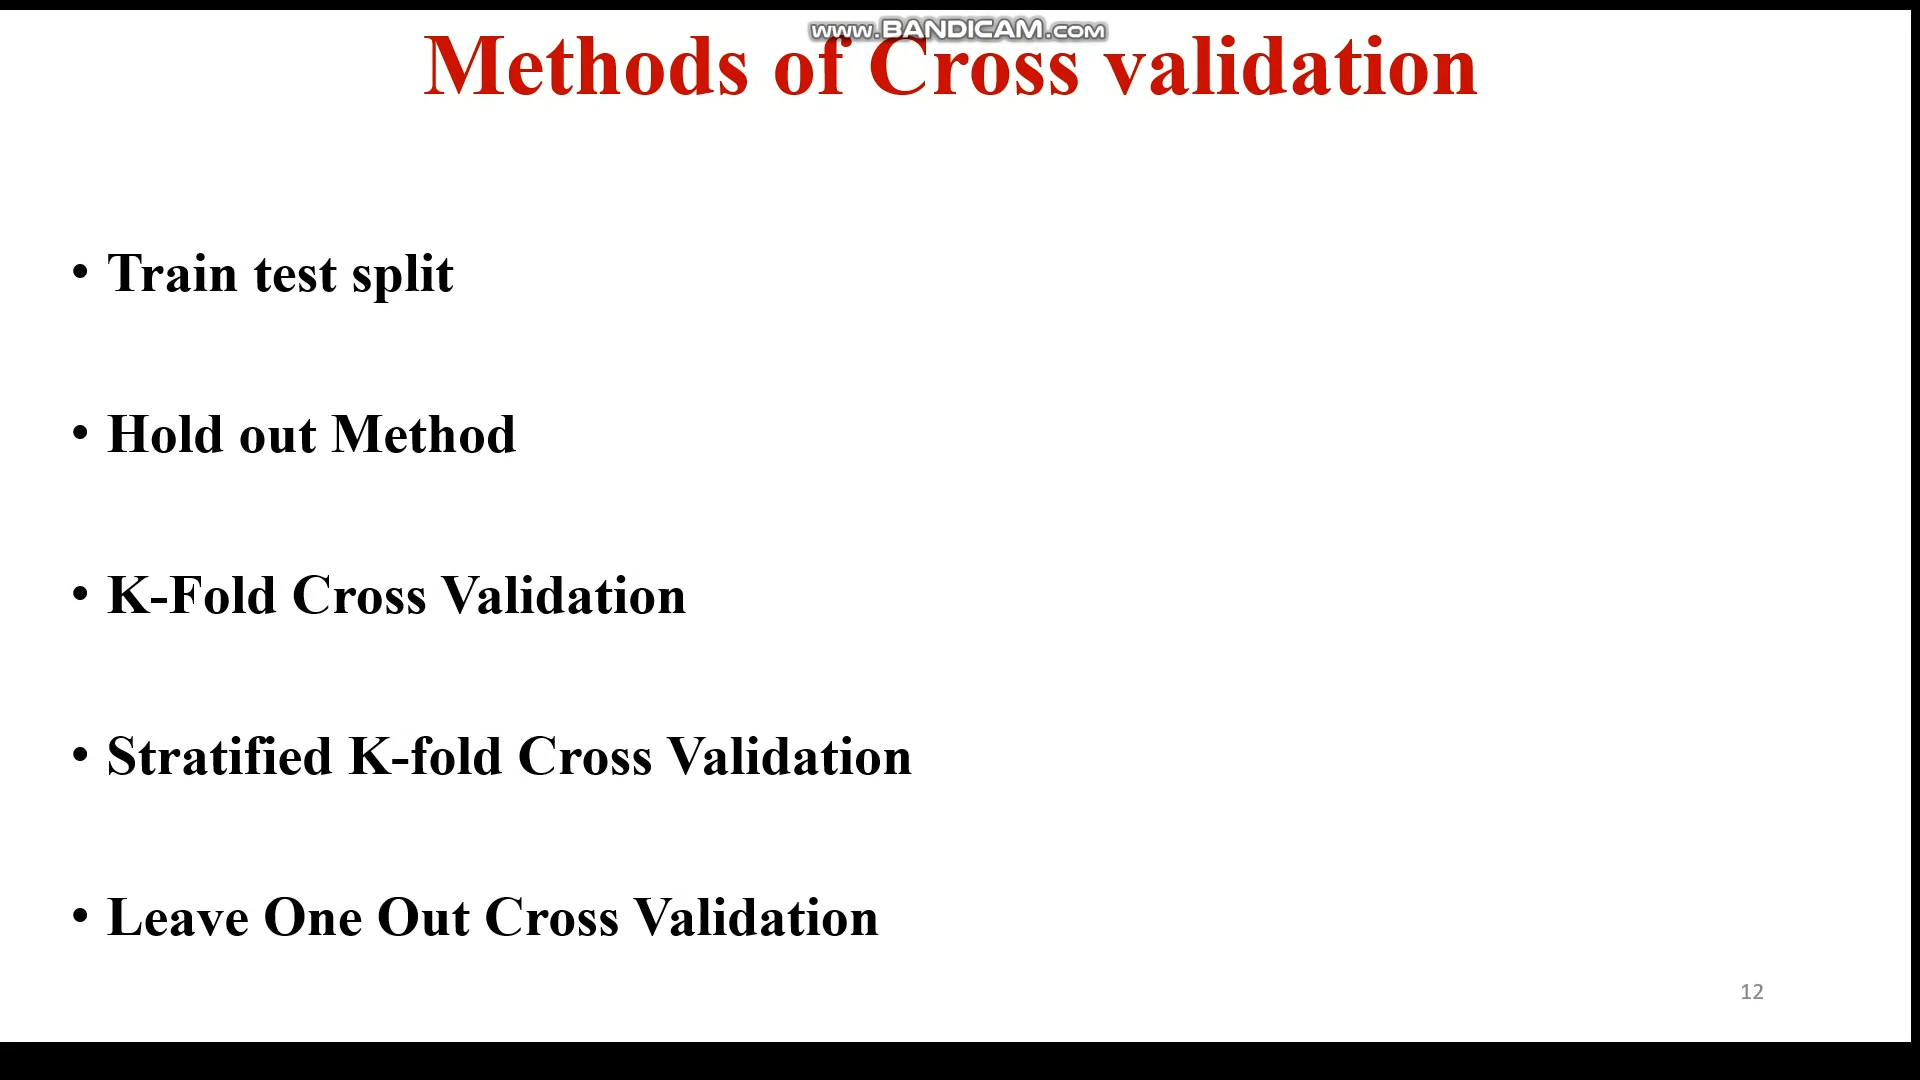 www.BANDICAM.com
Methods of Cross validation
• Train test split
• Hold out Method
• K-Fold Cross Validation
• Stratified K-fold Cross Validation
• Leave One Out Cross Validation
12